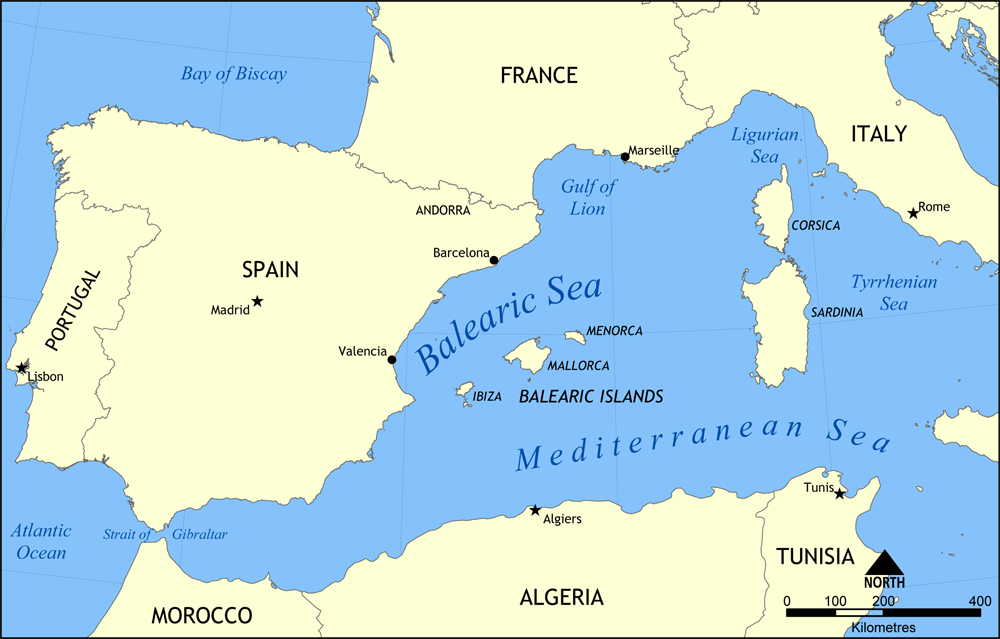 Bay of Biscay
FRANCE
Ligurian
Sea
ITALY
Marseille
Gulf of
Lion
ANDORRA
Rome
CORSICA
Barcelona
SPAIN
Madrid
PORTUGAL
Lisbon
Balearic Sea
Tyrrhenian
Sea
SARDINIA
MENORCA
Valencia
MALLORCA
IBIZA
BALEARIC ISLANDS
Mediterranean Sea
Tunis
Algiers
Atlantic
Ocean
Strait of Gibraltar
TUNISIA
NORTH
ALGERIA
MOROCCO
0 100 200 400
Kilometres